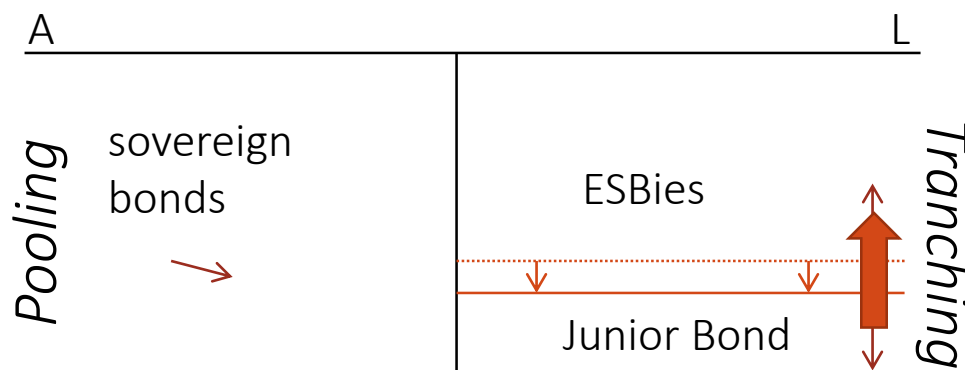 A
L
Pooling
sovereign
bonds
ESBies
Junior Bond
Tranching